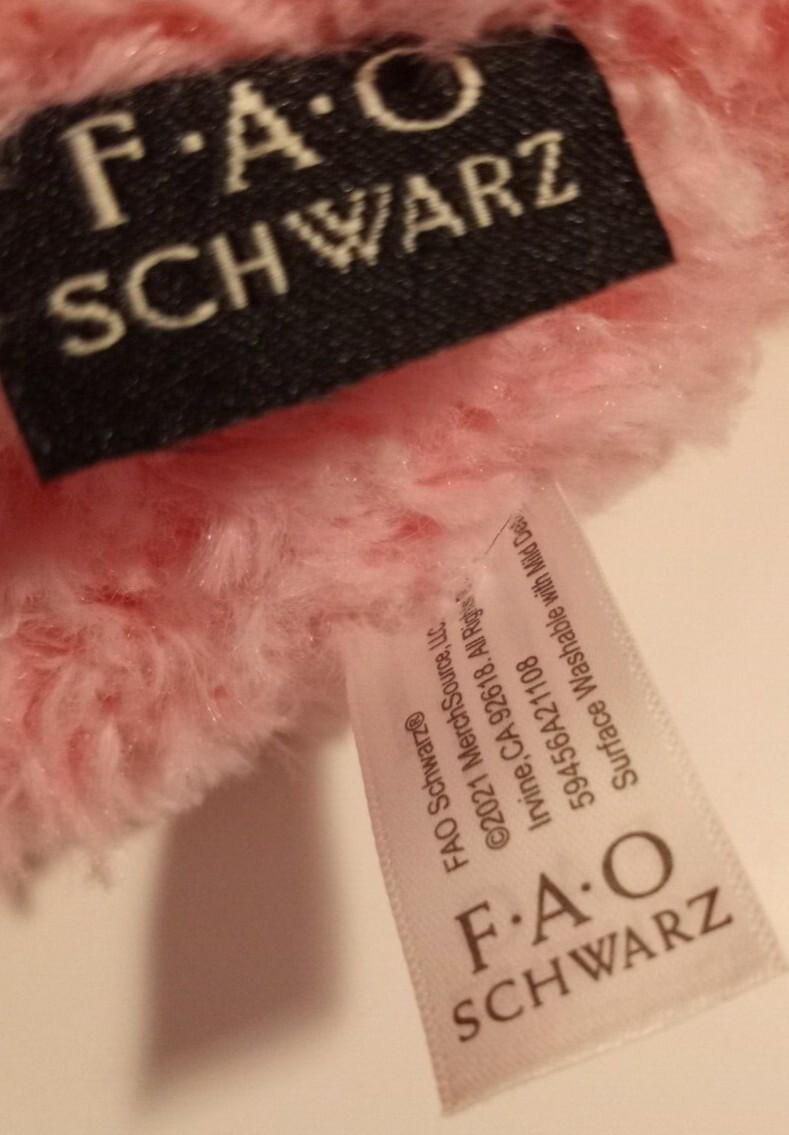 F·A·O
SCHWARZ
FAO Schwarz®
©2021 MerchSource, LLC
Irvine, CA 92618. All Rights
59456A21108
Surface Washable with Mild
F·A·O
SCHWARZ